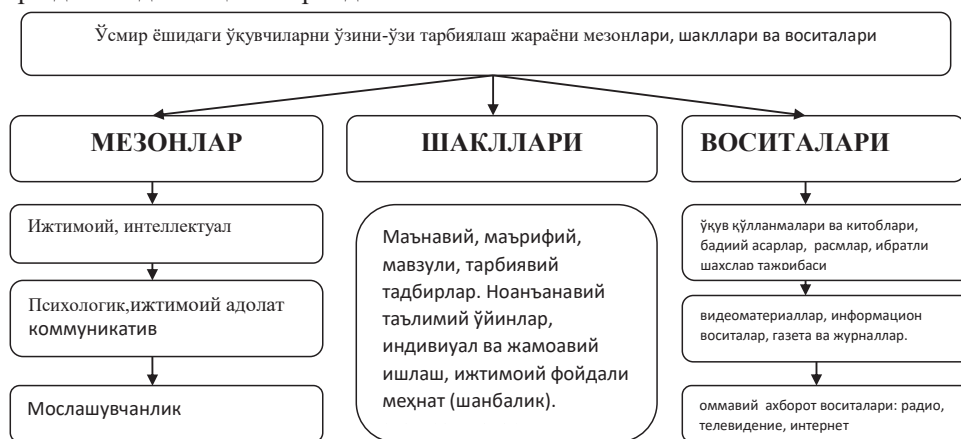 Ўсмир ёшидаги ўқувчиларни ўзини-ўзи тарбиялаш жараёни мезонлари, шакллари ва воситалари
МЕЗОНЛАР
ШАКЛЛАРИ
ВОСИТАЛАРИ
Ижтимоий, интеллектуал
Психологик,ижтимоий адолат
коммуникатив
Мослашувчанлик
Маънавий, маърифий,
мавзули, тарбиявий
тадбирлар. Ноанъанавий
таълимий ўйинлар,
индивиуал ва жамоавий
ишлаш, ижтимоий фойдали
меҳнат (шанбалик).
ўқув қўлланмалари ва китоблари,
бадиий асарлар, расмлар, ибратли
шахслар тажрибаси
видеоматериаллар, информацион
воситалар, газета ва журналлар.
оммавий ахборот воситалари: радио,
телевидение, интернет